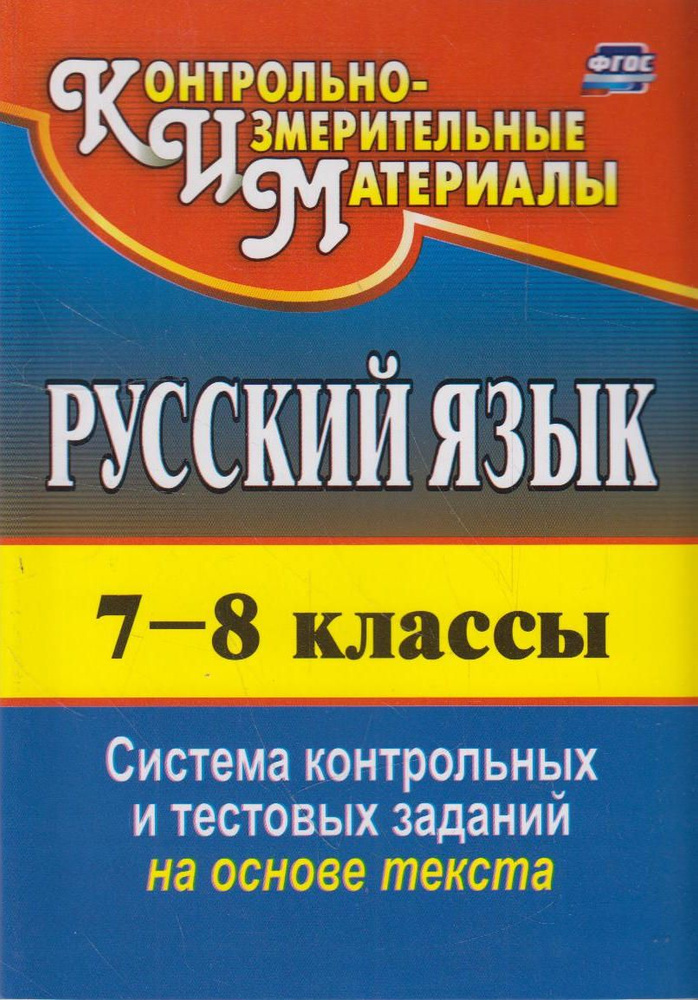 ФГОС
Контрольно-
Измерительные
Материалы
РУССКИЙ ЯЗЫК
7–8 классы
Система контрольных
и тестовых заданий
на основе текста